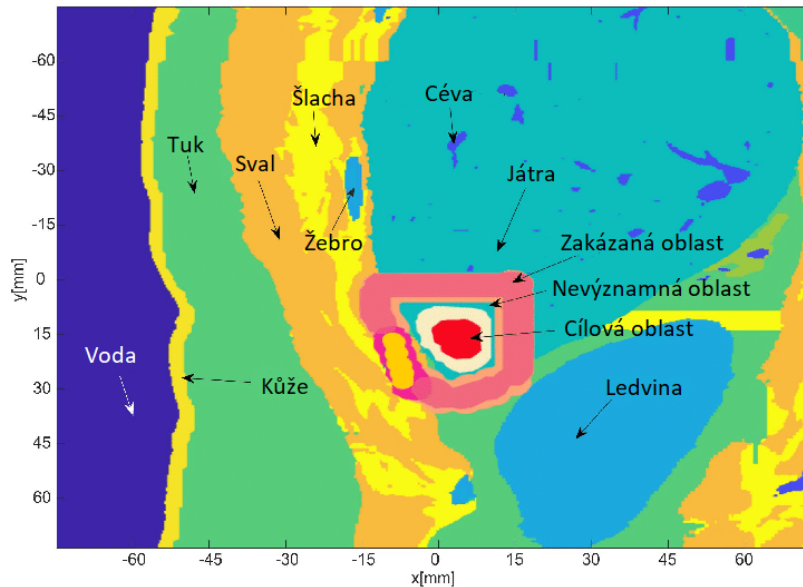 -60
-45
-30
-15
0
15
30
45
60
y[mm]
Šlacha
Céva
Tuk
Sval
Játra
Žebro
Zakázaná oblast
Nevýznamná oblast
Cílová oblast
Voda
Kůže
Ledvina
-60
-45
-30
-15
0
15
30
45
60
x[mm]